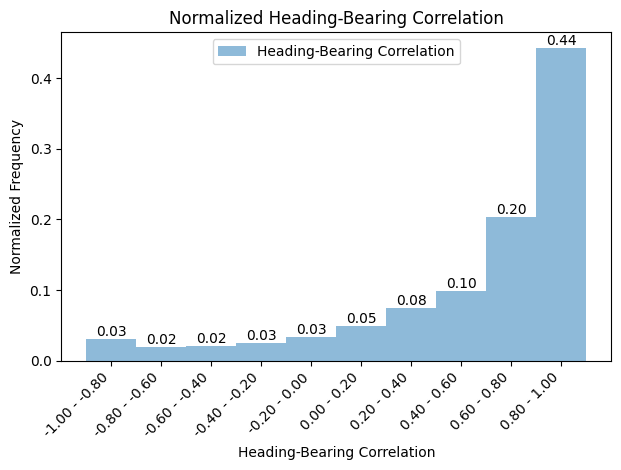 Normalized Heading-Bearing Correlation
Heading-Bearing Correlation
Normalized Frequency
0.4
0.3
0.2
0.1
0.0
0.03
0.02
0.02
0.03
0.03
0.05
0.08
0.10
0.20
0.44
-1.00 - -0.80
-0.80 - -0.60
-0.60 - -0.40
-0.40 - -0.20
-0.20 - 0.00
0.00 - 0.20
0.20 - 0.40
0.40 - 0.60
0.60 - 0.80
0.80 - 1.00
Heading-Bearing Correlation